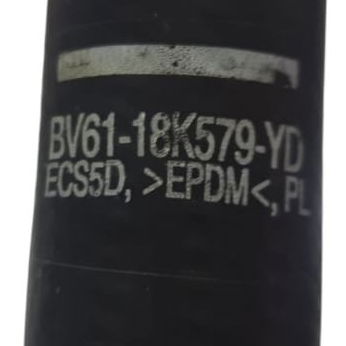 BV61-18K579-YD
ECS5D, >EPDM<, PL